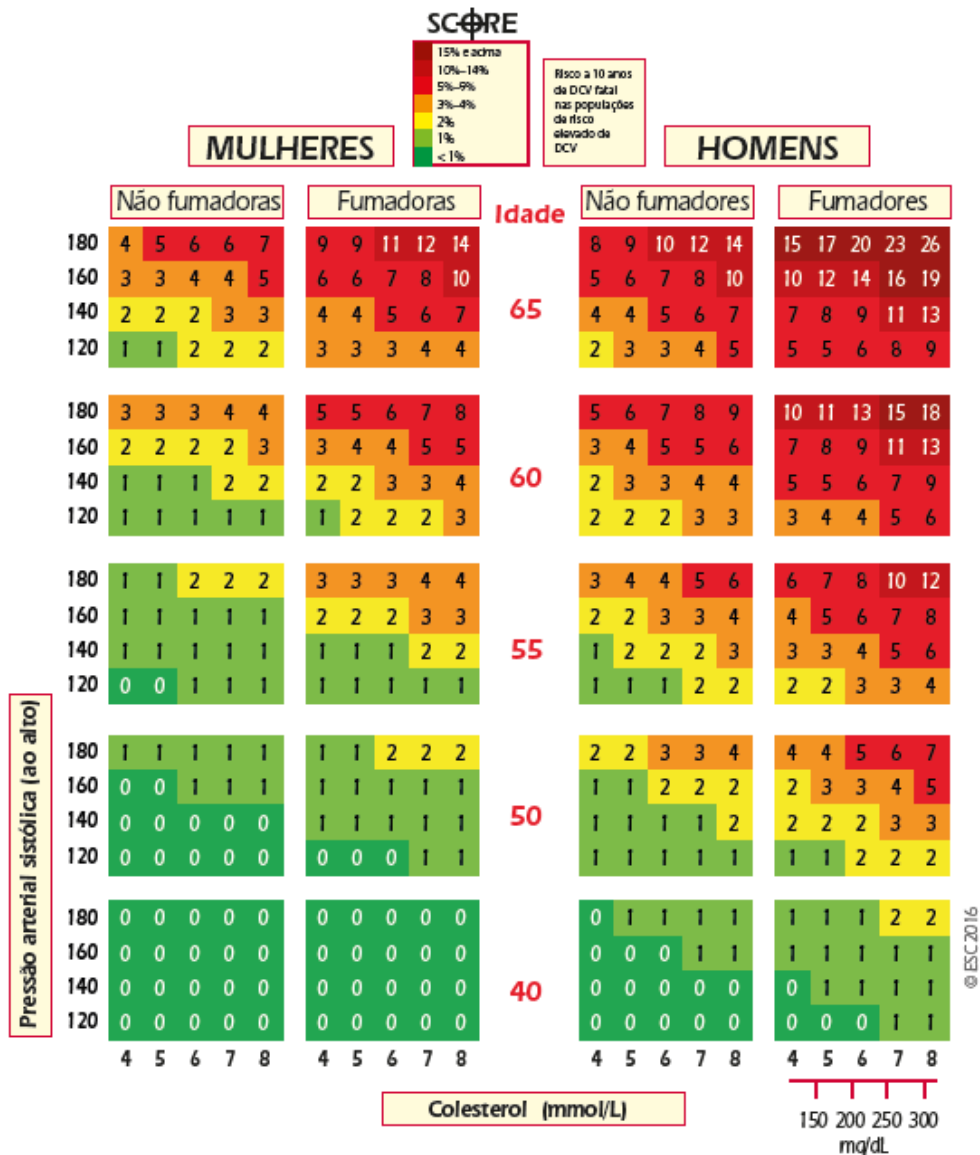 SCORE
15% e acima
10%–14%
5%–9%
3%–4%
2%
1%
< 1%
Risco a 10 anos
de DCV fatal
nas populações
de risco
elevado de
DCV
MULHERES
HOMENS
Não fumadoras Fumadoras Idade Não fumadores Fumadores
180 4 5 6 6 7 9 9 11 12 14 8 9 10 12 14 15 17 20 23 26
160 3 3 4 4 5 6 6 7 8 10 5 6 7 8 10 10 12 14 16 19
65
140 2 2 2 3 3 4 4 5 6 7 4 4 5 6 7 7 8 9 11 13
120 1 1 2 2 2 3 3 3 4 4 2 3 3 4 5 5 5 6 8 9
180 3 3 3 4 4 5 5 6 7 8 5 6 7 8 9 10 11 13 15 18
160 2 2 2 2 3 3 4 4 5 5 3 4 5 5 6 7 8 9 11 13
60
140 1 1 1 2 2 2 2 3 3 4 2 3 3 4 4 5 5 6 7 9
120 1 1 1 1 1 1 2 2 2 3 2 2 2 3 3 3 4 4 5 6
180 1 1 2 2 2 3 3 3 4 4 3 4 4 5 6 6 7 8 10 12
160 1 1 1 1 1 2 2 2 3 3 2 2 3 3 4 4 5 6 7 8
55
140 1 1 1 1 1 1 1 1 2 2 1 2 2 2 3 3 3 4 5 6
120 0 0 1 1 1 1 1 1 1 1 1 1 1 2 2 2 2 3 3 4
180 1 1 1 1 1 1 1 2 2 2 2 2 3 3 4 4 4 5 6 7
160 0 0 1 1 1 1 1 1 1 1 1 1 2 2 2 2 3 3 4 5
50
140 0 0 0 0 0 1 1 1 1 1 1 1 1 1 2 2 2 2 3 3
120 0 0 0 0 0 0 0 0 1 1 1 1 1 1 1 1 1 2 2 2
180 0 0 0 0 0 0 0 0 0 0 0 1 1 1 1 1 1 1 2 2
160 0 0 0 0 0 0 0 0 0 0 0 0 0 1 1 1 1 1 1 1
40
140 0 0 0 0 0 0 0 0 0 0 0 0 0 0 0 0 1 1 1 1
120 0 0 0 0 0 0 0 0 0 0 0 0 0 0 0 0 0 0 1 1
4 5 6 7 8 4 5 6 7 8 4 5 6 7 8 4 5 6 7 8
Pressão arterial sistólica (ao alto)
Colesterol (mmol/L)
150 200 250 300
mg/dL
© ESC2016